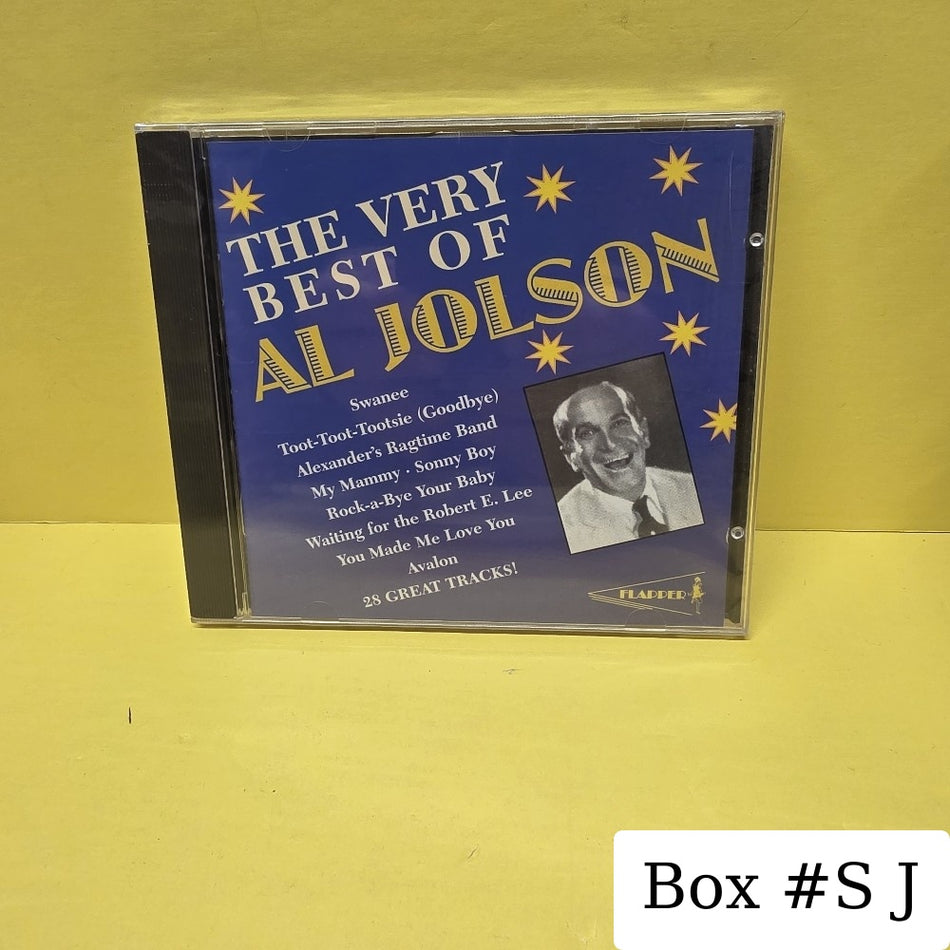 THE VERY
BEST OF
AL JOLSON
Swanee
Toot-Toot-Tootsie (Goodbye)
Alexander's Ragtime Band
My Mammy · Sonny Boy
Rock-a-Bye Your Baby
Waiting for the Robert E. Lee
You Made Me Love You
Avalon
28 GREAT TRACKS!
FLAPPER
Box #S J